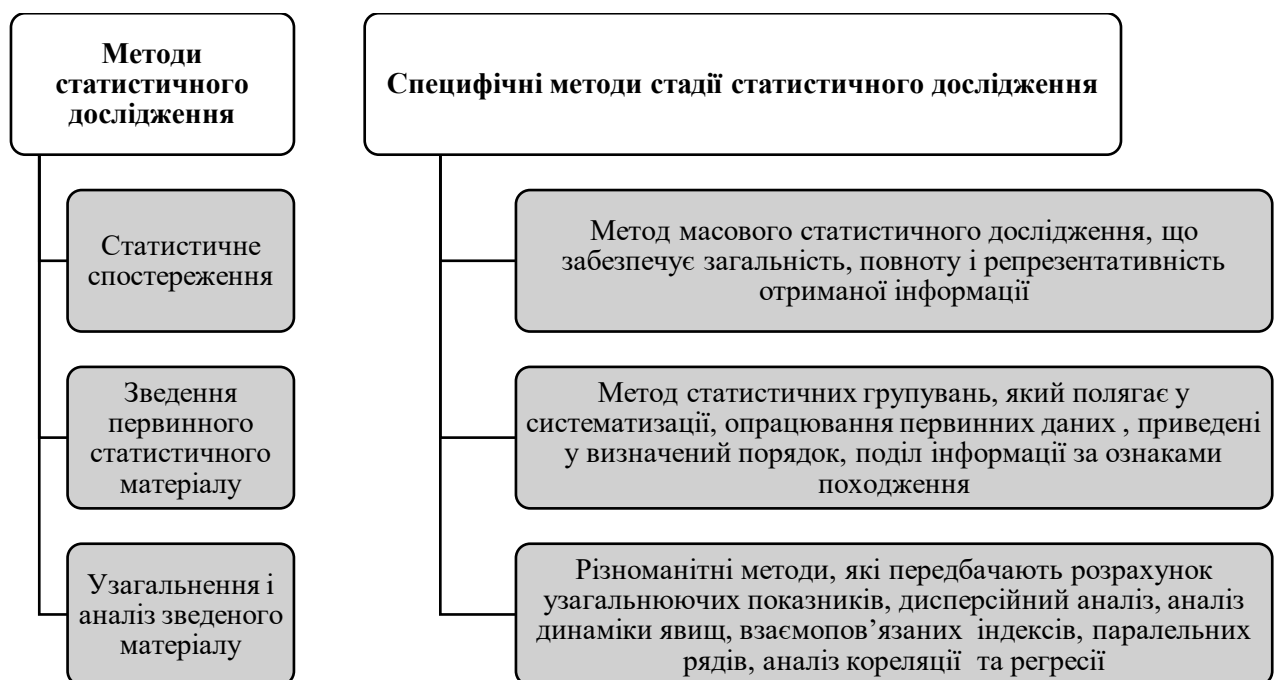 Методи
статистичного
дослідження
Специфічні методи стадії статистичного дослідження
Статистичне
спостереження
Метод масового статистичного дослідження, що
забезпечує загальність, повноту і репрезентативність
отриманої інформації
Зведення
первинного
статистичного
матеріалу
Метод статистичних групувань, який полягає у
систематизації, опрацювання первинних даних , приведені
у визначений порядок, поділ інформації за ознаками
походження
Узагальнення і
аналіз зведеного
матеріалу
Різноманітні методи, які передбачають розрахунок
узагальнюючих показників, дисперсійний аналіз, аналіз
динаміки явищ, взаємопов’язаних індексів, паралельних
рядів, аналіз кореляції та регресії